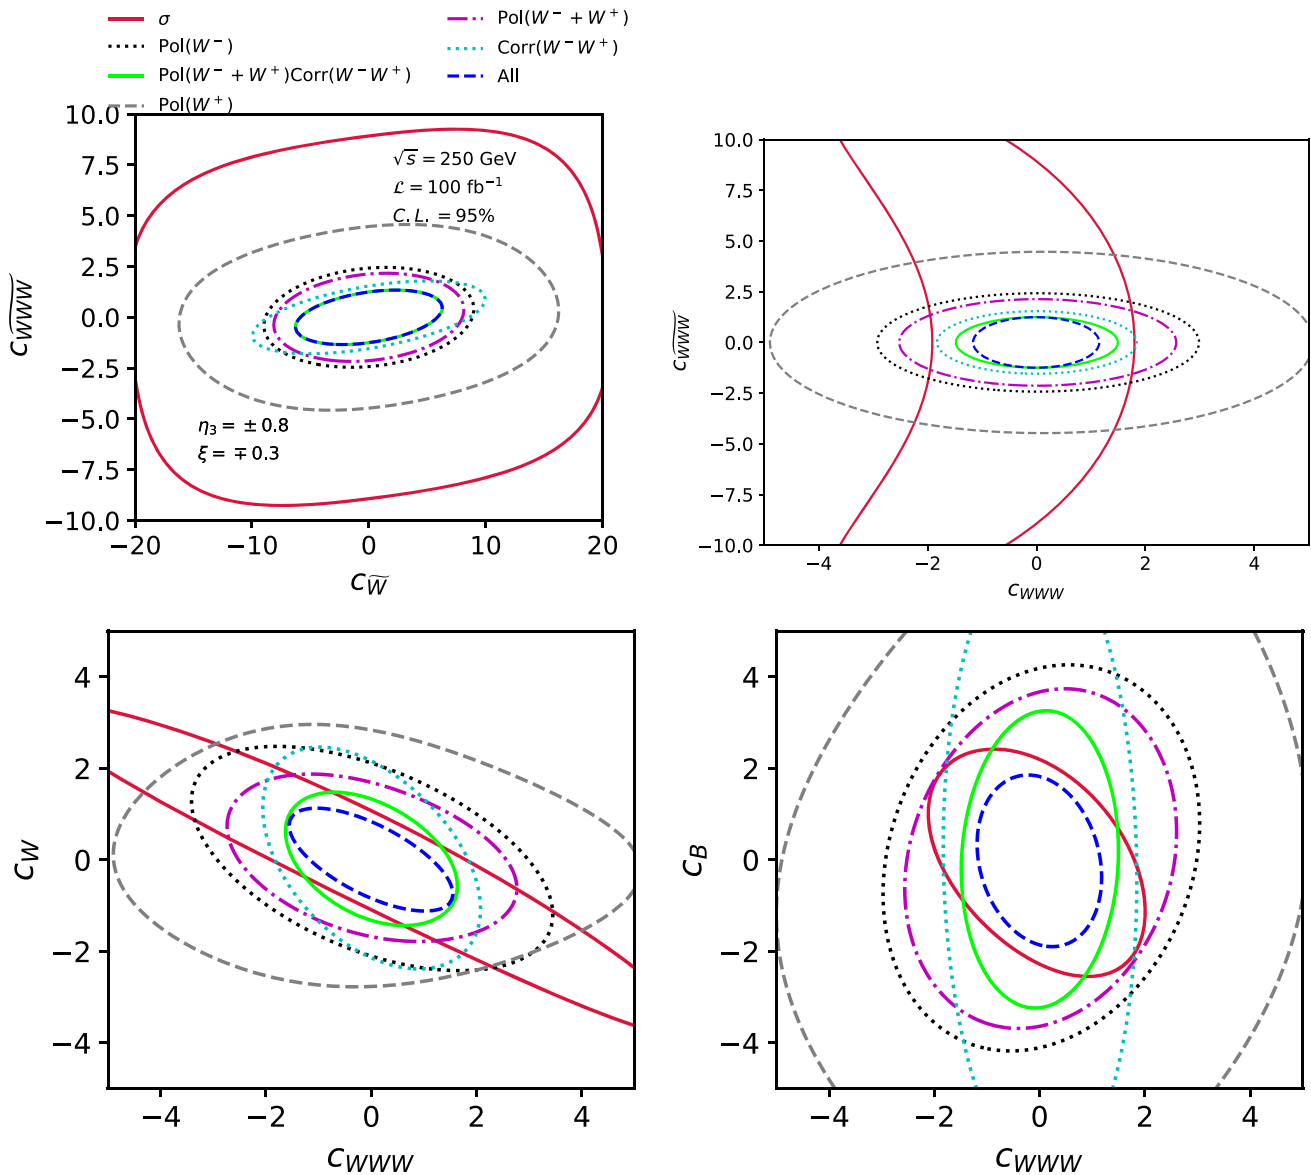 σ
Pol(W⁻)
Pol(W⁻ + W⁺)Corr(W⁻W⁺)
Pol(W⁺)
Pol(W⁻ + W⁺)
Corr(W⁻W⁺)
All
10.0
7.5
5.0
2.5
0.0
−2.5
−5.0
−7.5
−10.0
c_{\widetilde{WWW}}
√s = 250 GeV
ℒ = 100 fb⁻¹
C.L. = 95%
η₃ = ±0.8
ξ = ∓0.3
−20 −10 0 10 20
c_{\widetilde{W}}
10.0
7.5
5.0
2.5
0.0
−2.5
−5.0
−7.5
−10.0
c_{\widetilde{WWW}}
−4 −2 0 2 4
c_{WWW}
4
2
0
−2
−4
c_W
−4 −2 0 2 4
c_{WWW}
4
2
0
−2
−4
c_B
−4 −2 0 2 4
c_{WWW}